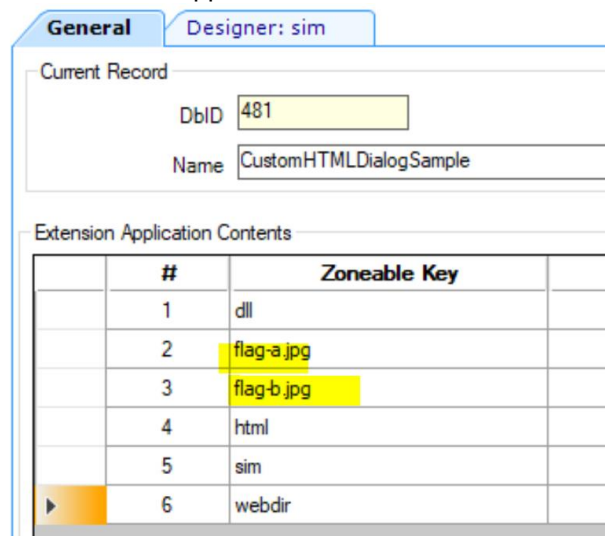 General Designer: sim
Current Record
DbID 481
Name CustomHTMLDialogSample
Extension Application Contents
# Zoneable Key
1 dll
2 flag-a.jpg
3 flag-b.jpg
4 html
5 sim
6 webdir